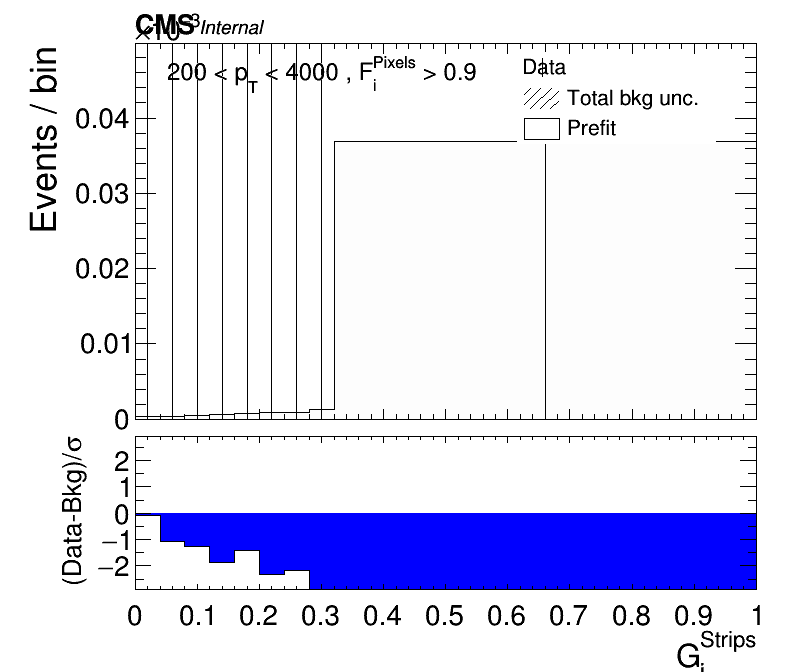 CMS Internal
×10⁻³
200 < p_T < 4000 , F_i^Pixels > 0.9
Data
Total bkg unc.
Prefit
Events / bin
0.04
0.03
0.02
0.01
0
(Data-Bkg)/σ
2
1
0
−1
−2
0 0.1 0.2 0.3 0.4 0.5 0.6 0.7 0.8 0.9 1
G_i^Strips